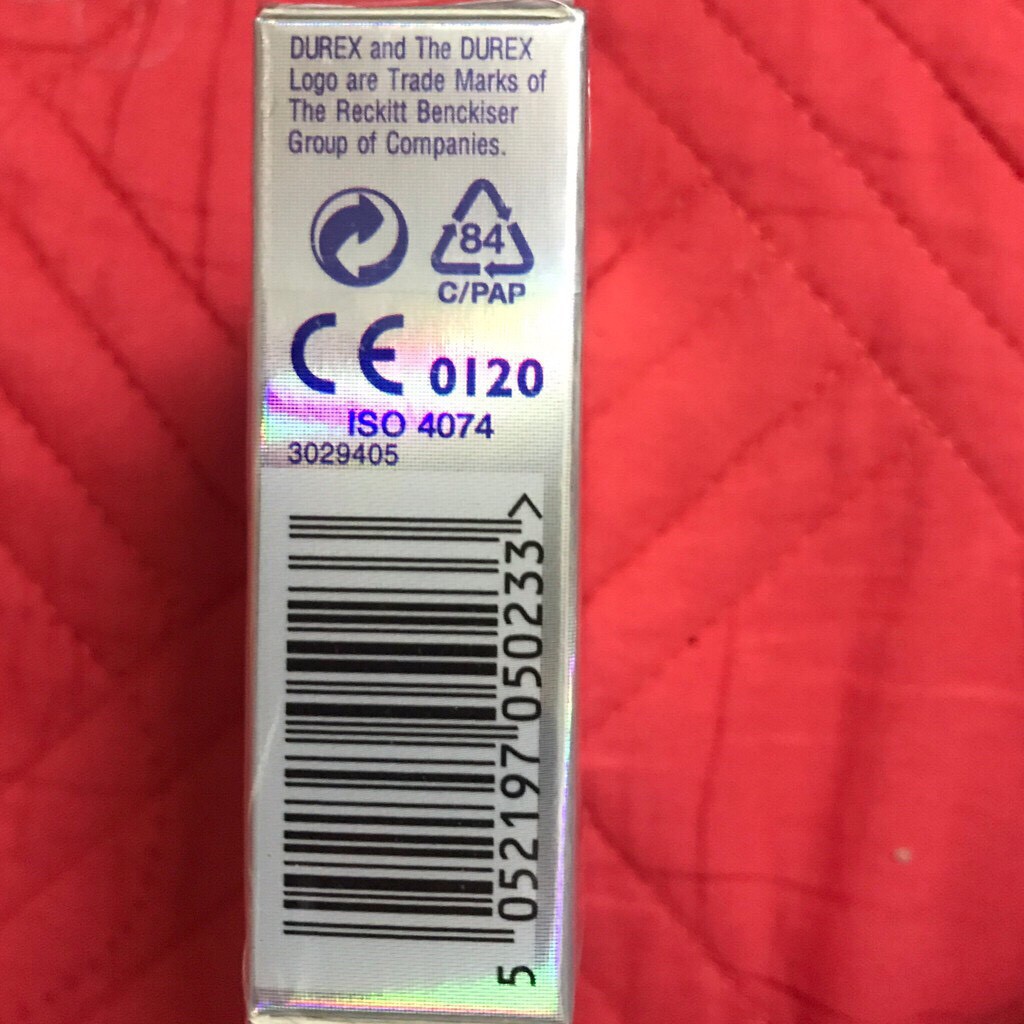 DUREX and The DUREX
Logo are Trade Marks of
The Reckitt Benckiser
Group of Companies.
84
C/PAP
CE 0120
ISO 4074
3029405
5 052197 050233 >